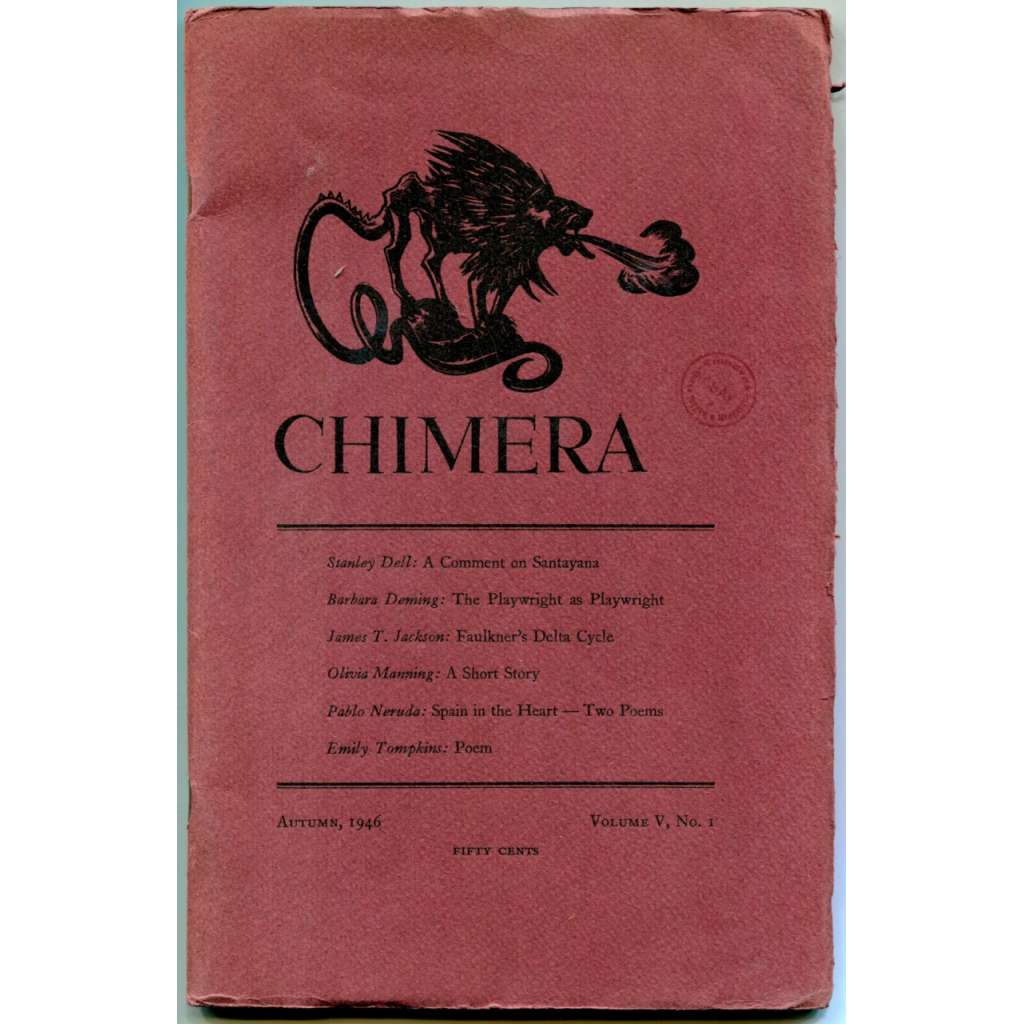 CHIMERA
Stanley Dell: A Comment on Santayana
Barbara Deming: The Playwright as Playwright
James T. Jackson: Faulkner's Delta Cycle
Olivia Manning: A Short Story
Pablo Neruda: Spain in the Heart — Two Poems
Emily Tompkins: Poem
AUTUMN, 1946
VOLUME V, NO. 1
FIFTY CENTS